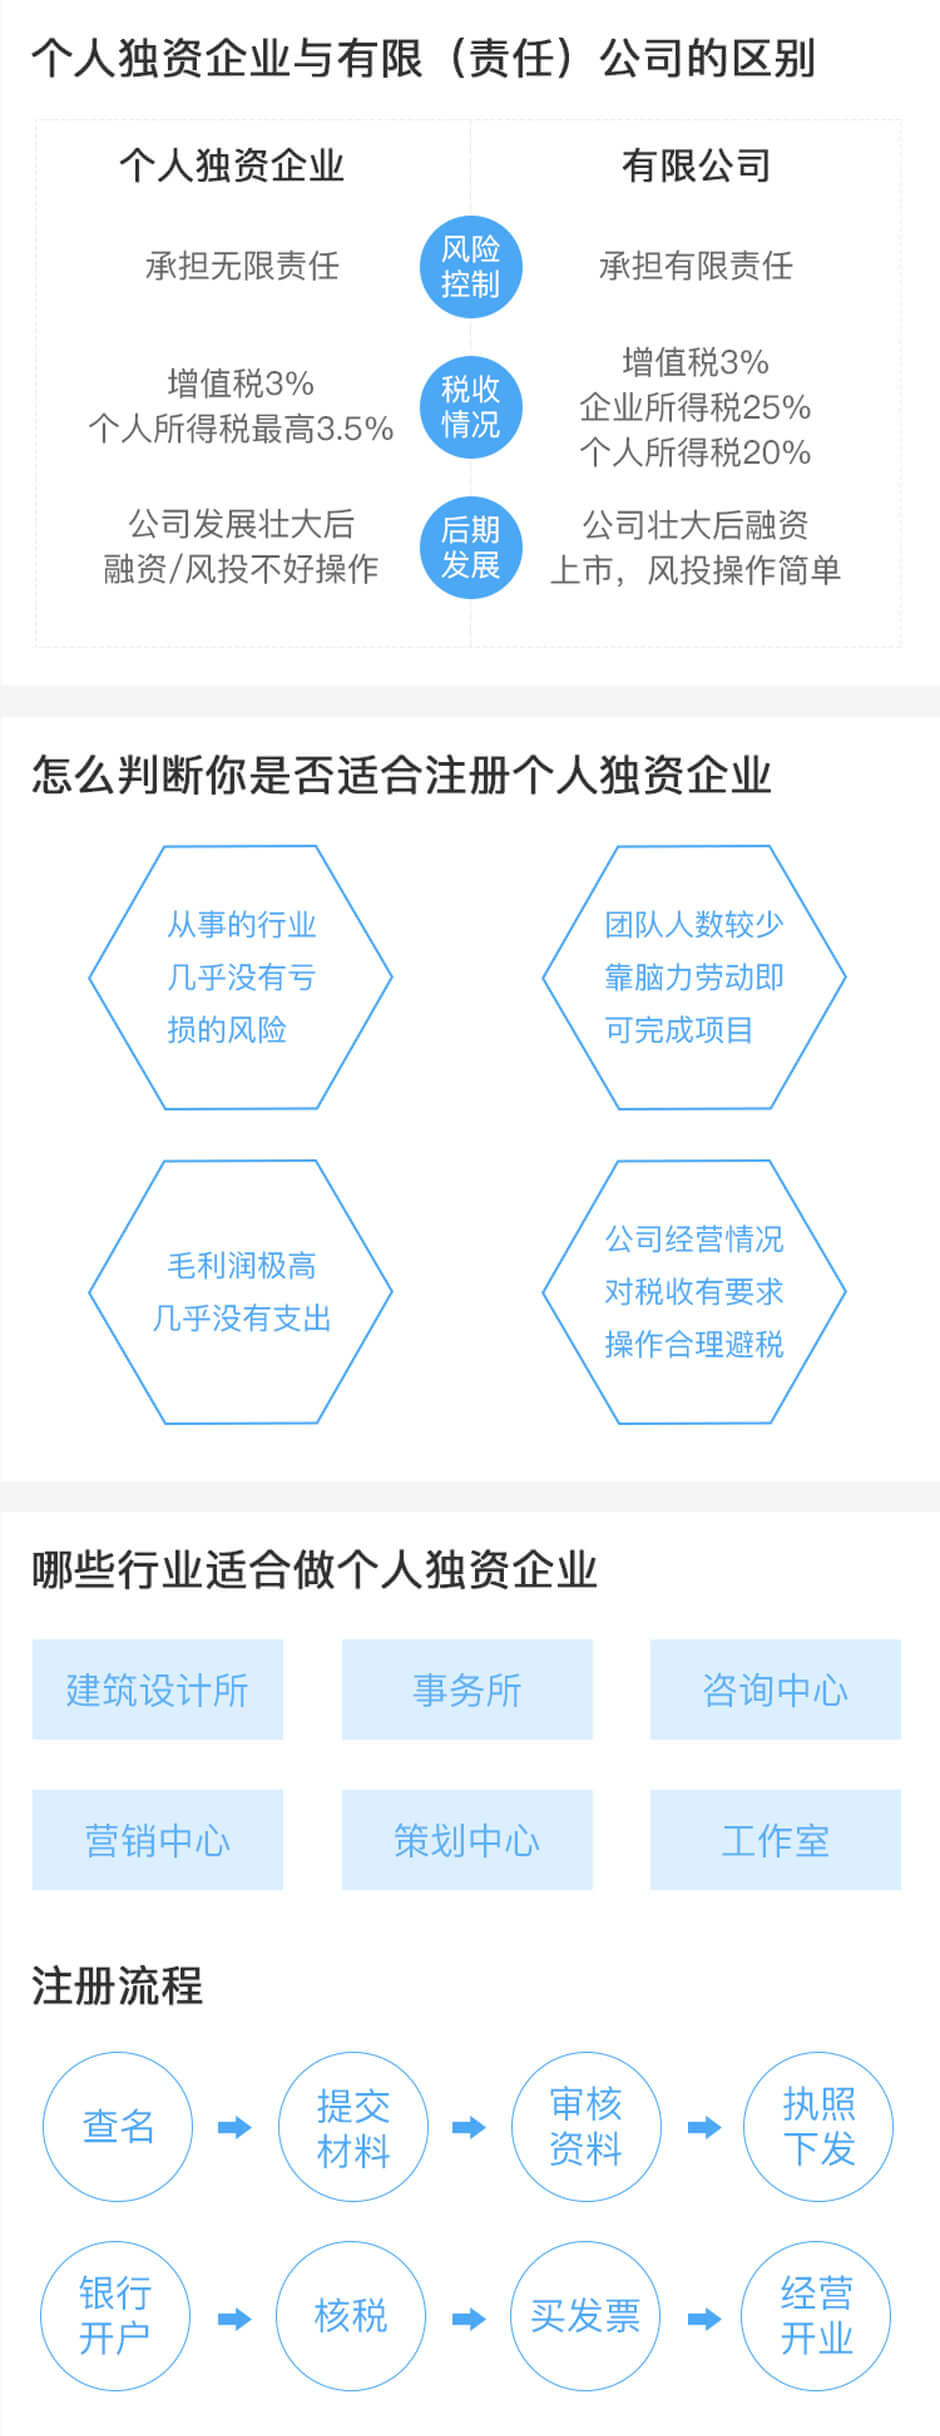 个人独资企业与有限（责任）公司的区别
个人独资企业
有限公司
承担无限责任
风险
控制
承担有限责任
增值税3%
个人所得税最高3.5%
税收
情况
增值税3%
企业所得税25%
个人所得税20%
公司发展壮大后
融资/风投不好操作
后期
发展
公司壮大后融资
上市，风投操作简单
怎么判断你是否适合注册个人独资企业
从事的行业
几乎没有亏
损的风险
团队人数较少
靠脑力劳动即
可完成项目
毛利润极高
几乎没有支出
公司经营情况
对税收有要求
操作合理避税
哪些行业适合做个人独资企业
建筑设计所
事务所
咨询中心
营销中心
策划中心
工作室
注册流程
查名
提交
材料
审核
资料
执照
下发
银行
开户
核税
买发票
经营
开业